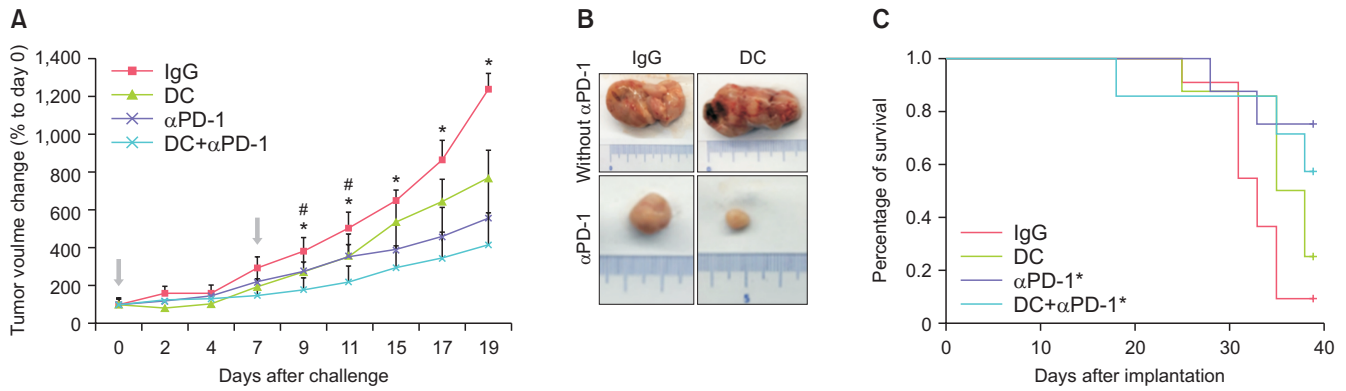 A
Tumor voulme change (% to day 0)
1,400
1,200
1,000
800
600
400
200
0
IgG
DC
αPD-1
DC+αPD-1
#
*
#
*
*
*
*
0 2 4 7 9 11 15 17 19
Days after challenge
B
IgG DC
Without αPD-1
αPD-1
C
Percentage of survival
1.0
0.8
0.6
0.4
0.2
0
IgG
DC
αPD-1*
DC+αPD-1*
0 10 20 30 40
Days after implantation